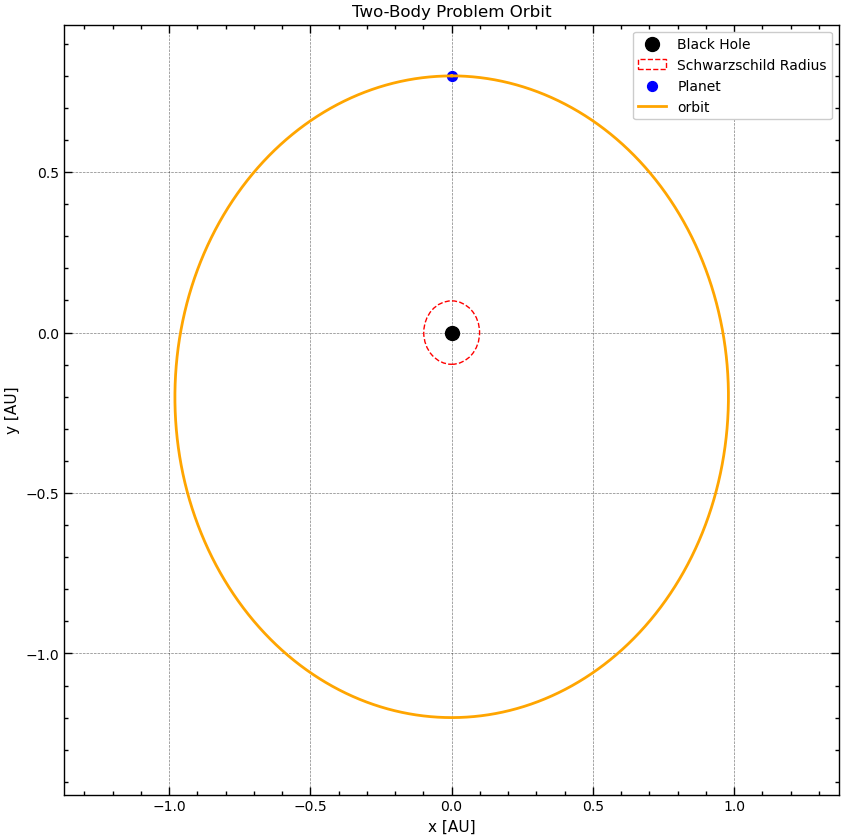 Two-Body Problem Orbit
Black Hole
Schwarzschild Radius
Planet
orbit
0.5
0.0
−0.5
−1.0
y [AU]
−1.0 −0.5 0.0 0.5 1.0
x [AU]